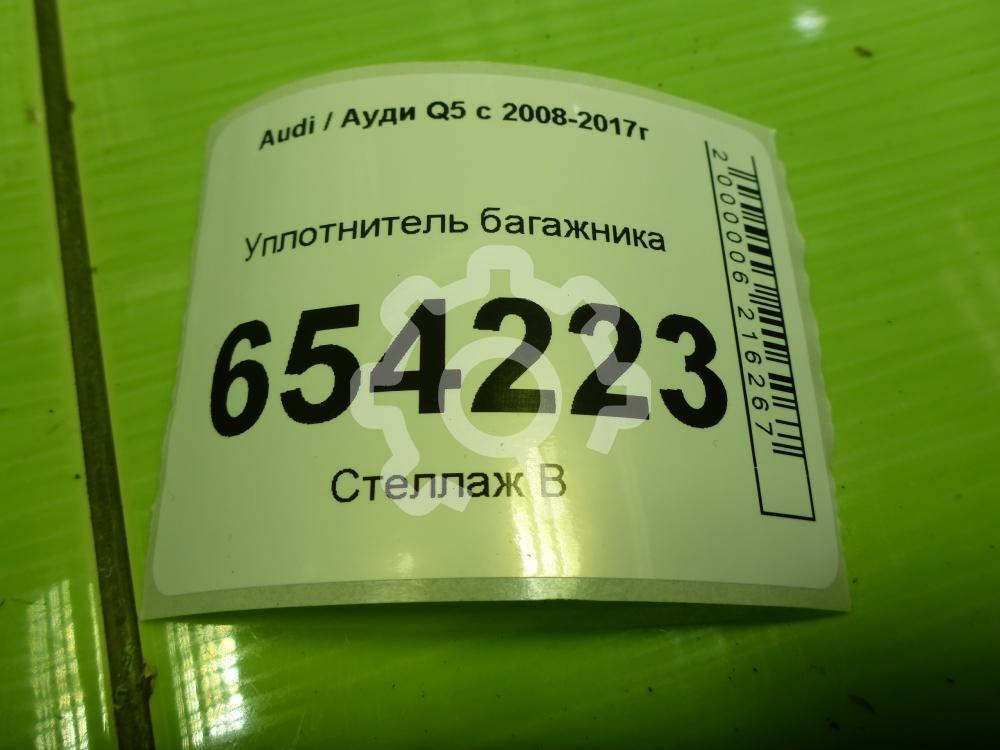 Audi / Ауди Q5 с 2008-2017г
Уплотнитель багажника
654223
Стеллаж В
2000006216267